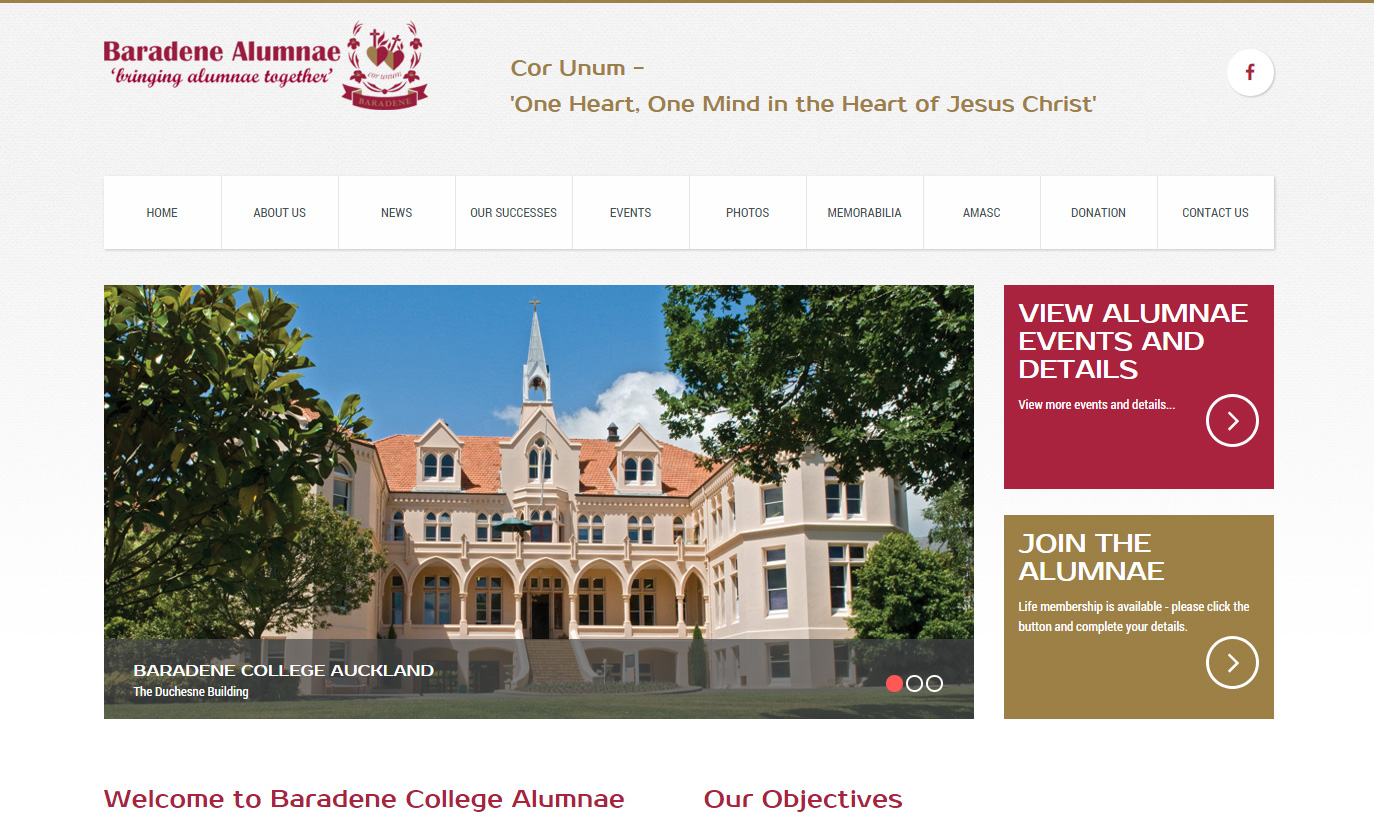 Baradene Alumnae
'bringing alumnae together'
cor unum
BARADENE
Cor Unum –
'One Heart, One Mind in the Heart of Jesus Christ'
f
HOME
ABOUT US
NEWS
OUR SUCCESSES
EVENTS
PHOTOS
MEMORABILIA
AMASC
DONATION
CONTACT US
BARADENE COLLEGE AUCKLAND
The Duchesne Building
VIEW ALUMNAE
EVENTS AND
DETAILS
View more events and details...
JOIN THE
ALUMNAE
Life membership is available - please click the
button and complete your details.
Welcome to Baradene College Alumnae
Our Objectives